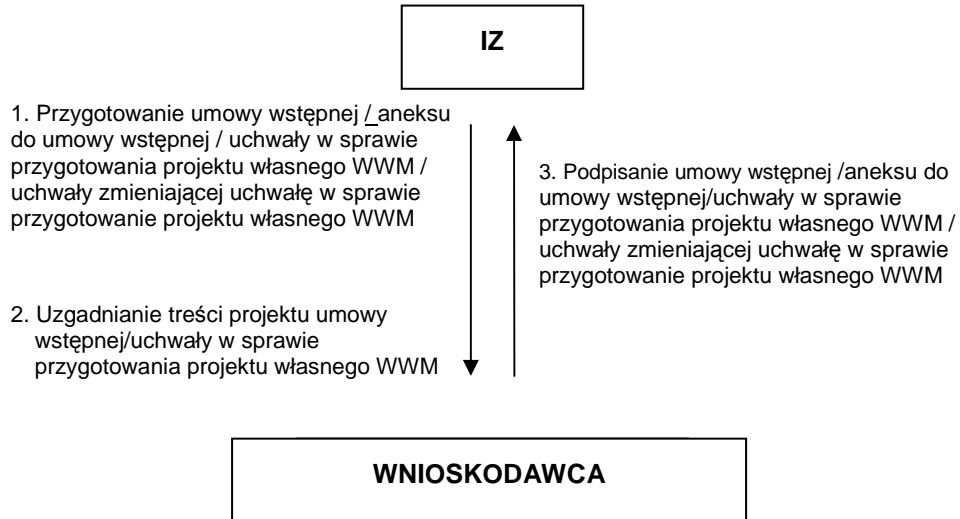 IZ
1. Przygotowanie umowy wstępnej / aneksu
do umowy wstępnej / uchwały w sprawie
przygotowania projektu własnego WWM /
uchwały zmieniającej uchwałę w sprawie
przygotowanie projektu własnego WWM
3. Podpisanie umowy wstępnej /aneksu do
umowy wstępnej/uchwały w sprawie
przygotowania projektu własnego WWM /
uchwały zmieniającej uchwałę w sprawie
przygotowanie projektu własnego WWM
2. Uzgadnianie treści projektu umowy
wstępnej/uchwały w sprawie
przygotowania projektu własnego WWM
WNIOSKODAWCA